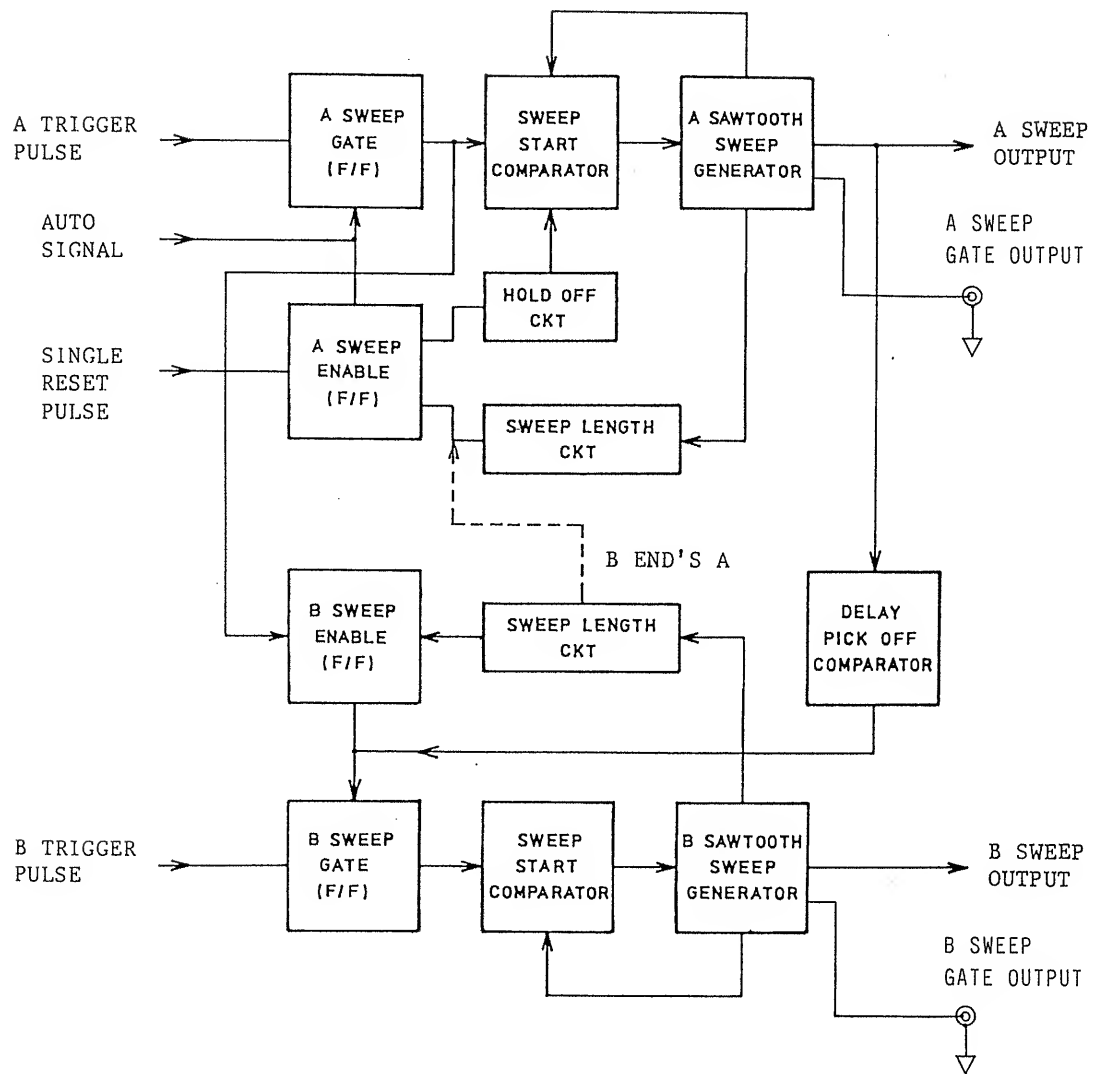 A TRIGGER
PULSE
A SWEEP
GATE
(F/F)
SWEEP
START
COMPARATOR
A SAWTOOTH
SWEEP
GENERATOR
A SWEEP
OUTPUT
AUTO
SIGNAL
A SWEEP
GATE OUTPUT
HOLD OFF
CKT
SINGLE
RESET
PULSE
A SWEEP
ENABLE
(F/F)
SWEEP LENGTH
CKT
B END'S A
B SWEEP
ENABLE
(F/F)
SWEEP LENGTH
CKT
DELAY
PICK OFF
COMPARATOR
B TRIGGER
PULSE
B SWEEP
GATE
(F/F)
SWEEP
START
COMPARATOR
B SAWTOOTH
SWEEP
GENERATOR
B SWEEP
OUTPUT
B SWEEP
GATE OUTPUT